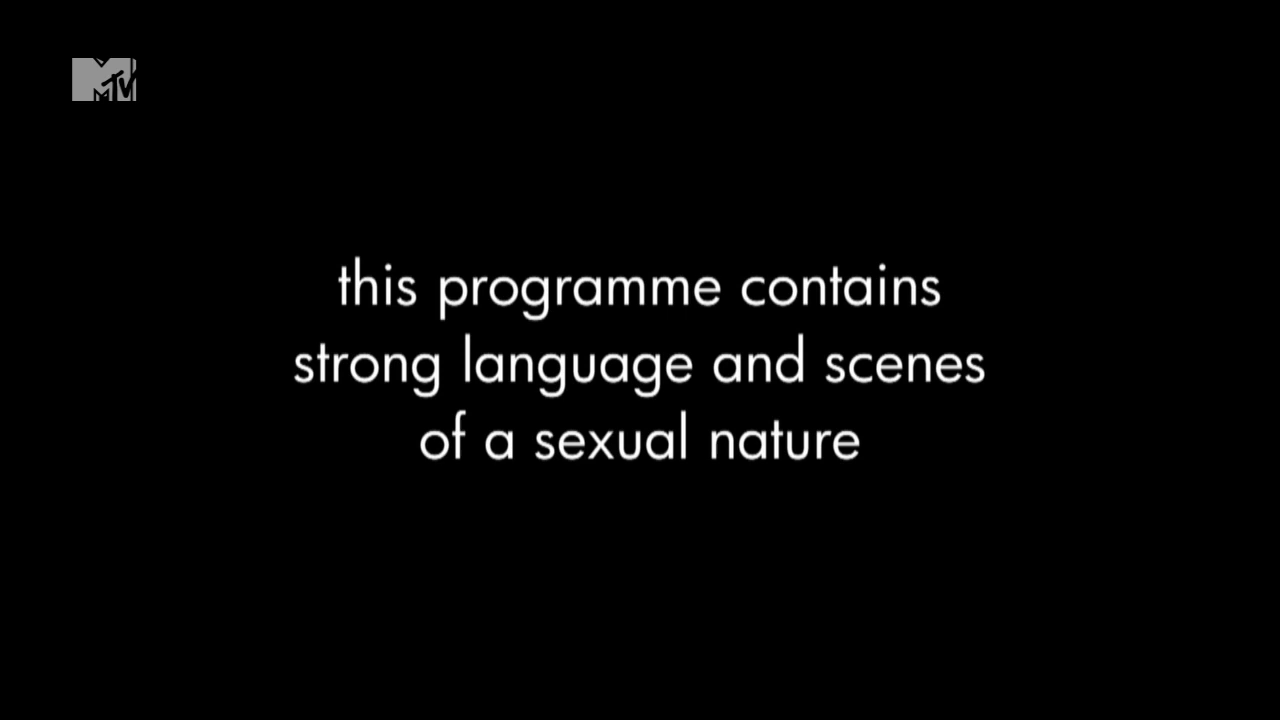 MTV
this programme contains
strong language and scenes
of a sexual nature